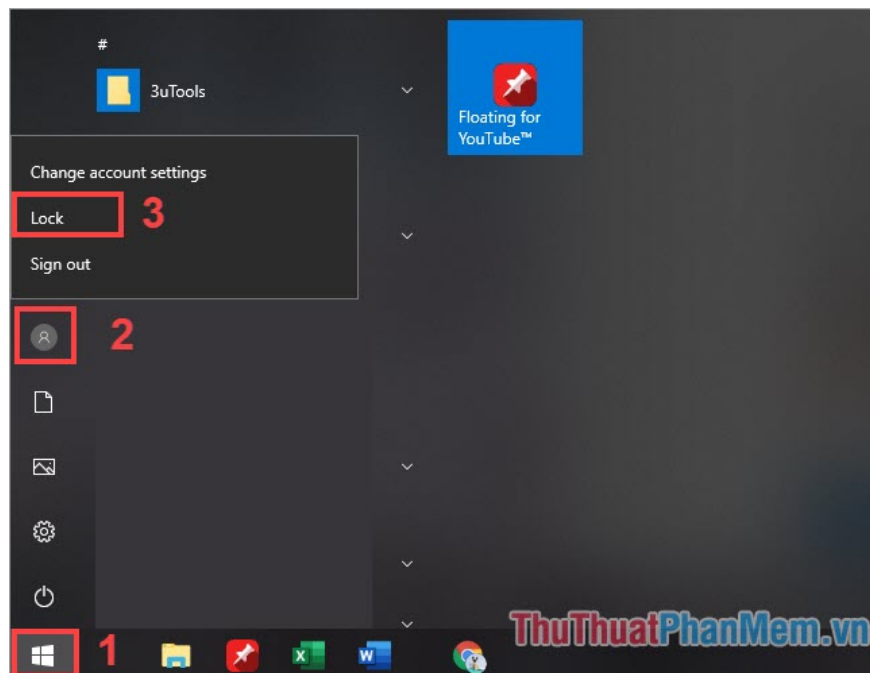 #
3uTools
Floating for
YouTube™
Change account settings
Lock
3
Sign out
2
1
ThuThuatPhanMem.vn